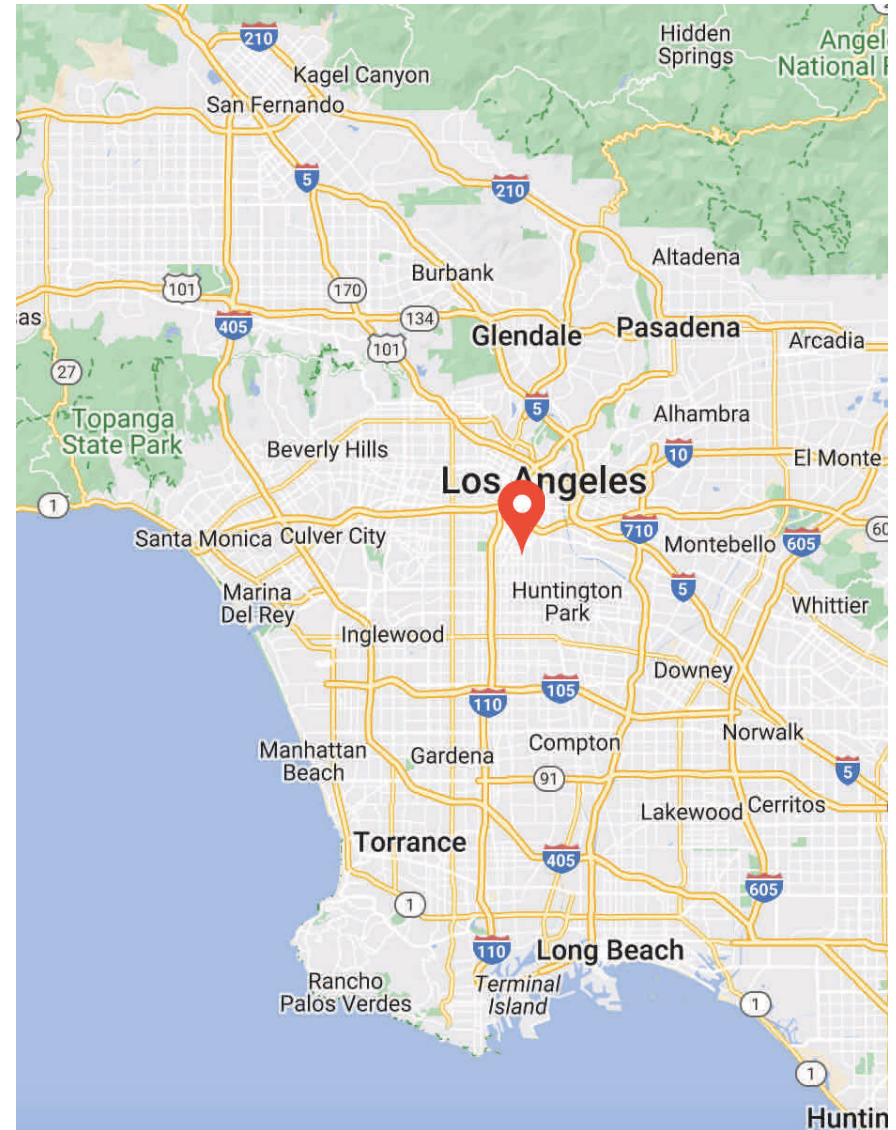 210
Hidden
Springs
Angel
National F
Kagel Canyon
San Fernando
5
210
Altadena
Burbank
101
170
405
134
Glendale
Pasadena
as
101
Arcadia
27
5
Alhambra
Topanga
State Park
Beverly Hills
10
El Monte
Los Angeles
1
Santa Monica
Culver City
710
Montebello
605
60
Marina
Del Rey
Huntington
Park
5
Whittier
Inglewood
Downey
105
110
Norwalk
Manhattan
Beach
Gardena
Compton
91
5
Lakewood
Cerritos
Torrance
405
605
1
110
Long Beach
Rancho
Palos Verdes
Terminal
Island
1
1
Huntin